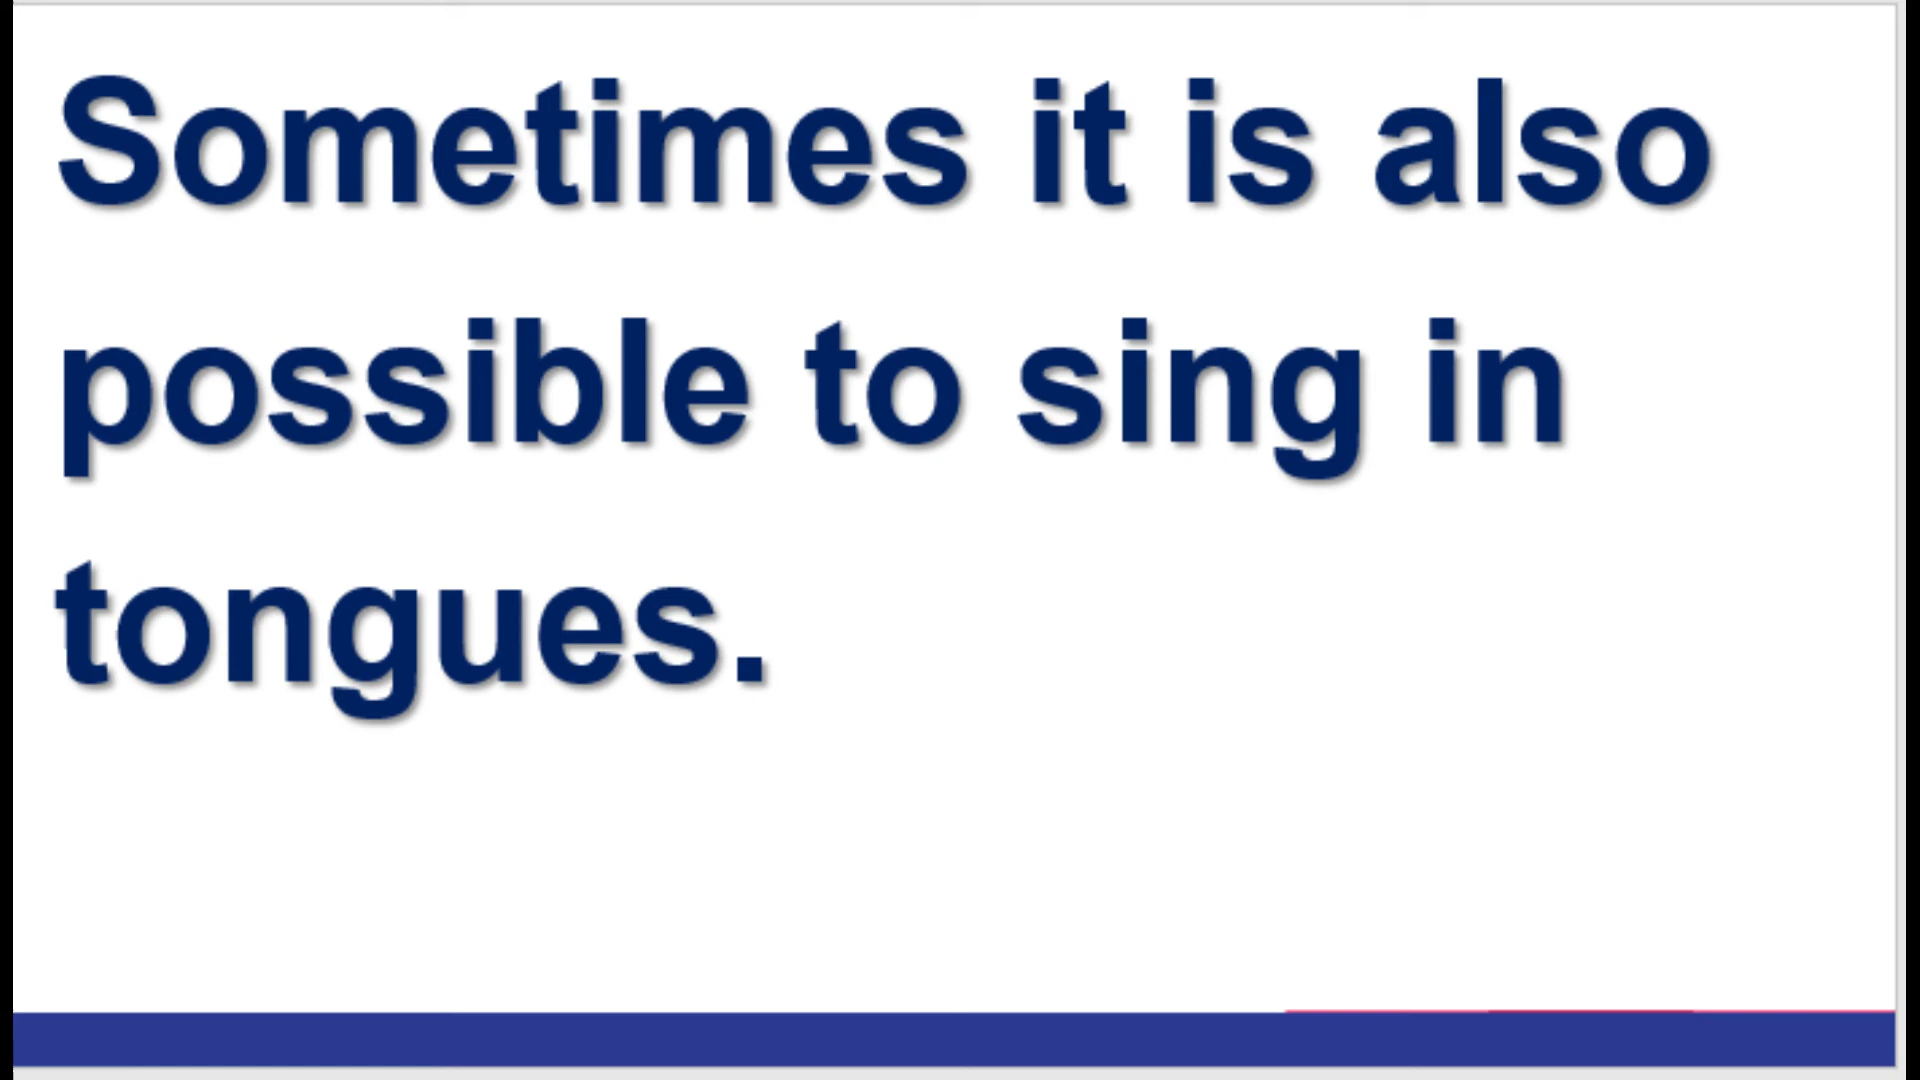 Sometimes it is also
possible to sing in
tongues.